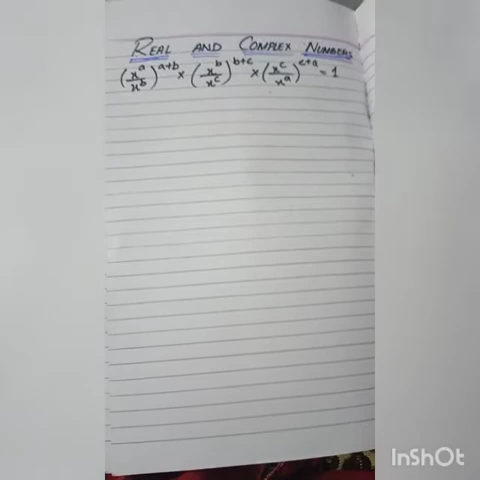 REAL AND COMPLEX NUMBERS
(x^a/x^b)^{a+b} × (x^b/x^c)^{b+c} × (x^c/x^a)^{c+a} = 1
InShOt